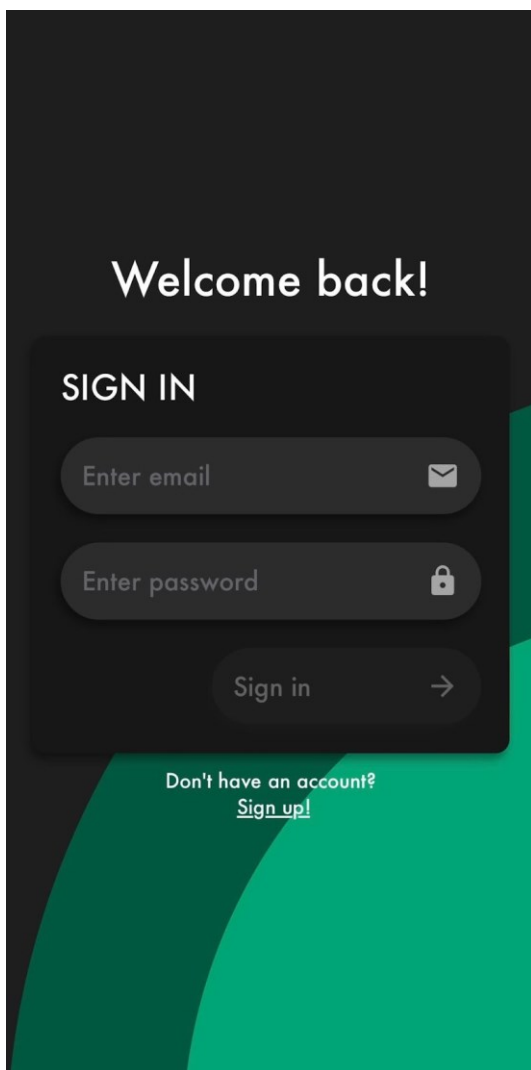 Welcome back!
SIGN IN
Enter email
Enter password
Sign in
Don't have an account?
Sign up!